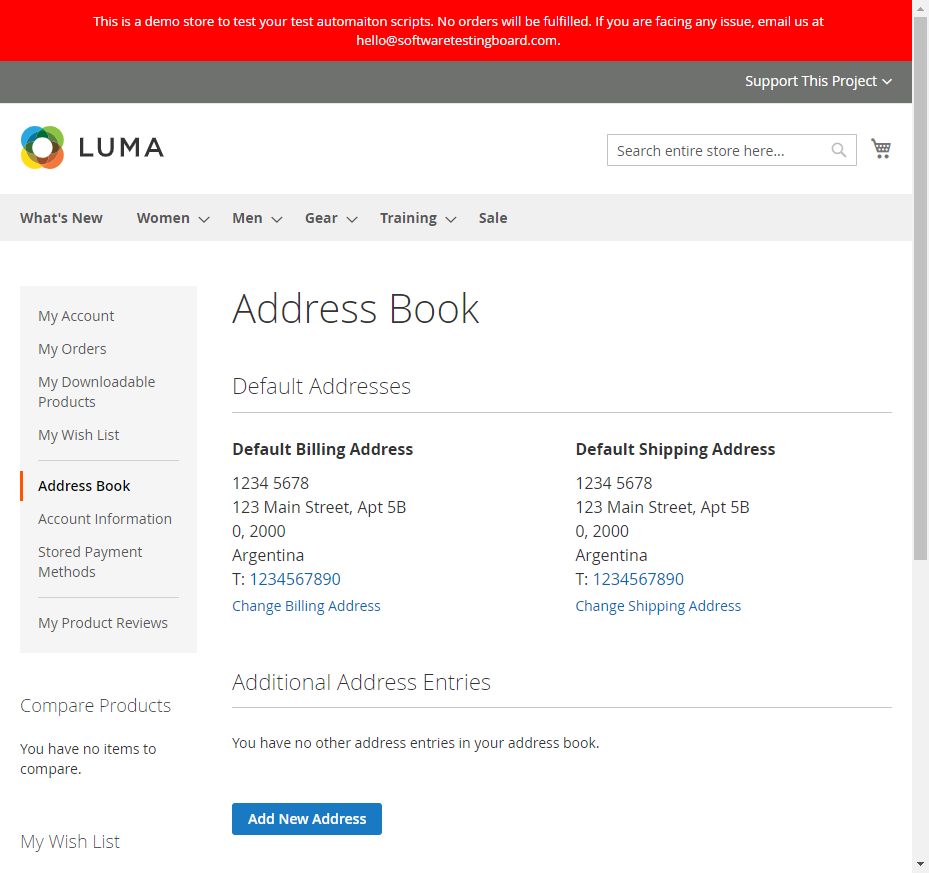 This is a demo store to test your test automaiton scripts. No orders will be fulfilled. If you are facing any issue, email us at
hello@softwaretestingboard.com.
Support This Project
LUMA
Search entire store here...
What's New Women Men Gear Training Sale
My Account
My Orders
My Downloadable
Products
My Wish List
Address Book
Account Information
Stored Payment
Methods
My Product Reviews
Compare Products
You have no items to
compare.
My Wish List
Address Book
Default Addresses
Default Billing Address
1234 5678
123 Main Street, Apt 5B
0, 2000
Argentina
T: 1234567890
Change Billing Address
Default Shipping Address
1234 5678
123 Main Street, Apt 5B
0, 2000
Argentina
T: 1234567890
Change Shipping Address
Additional Address Entries
You have no other address entries in your address book.
Add New Address